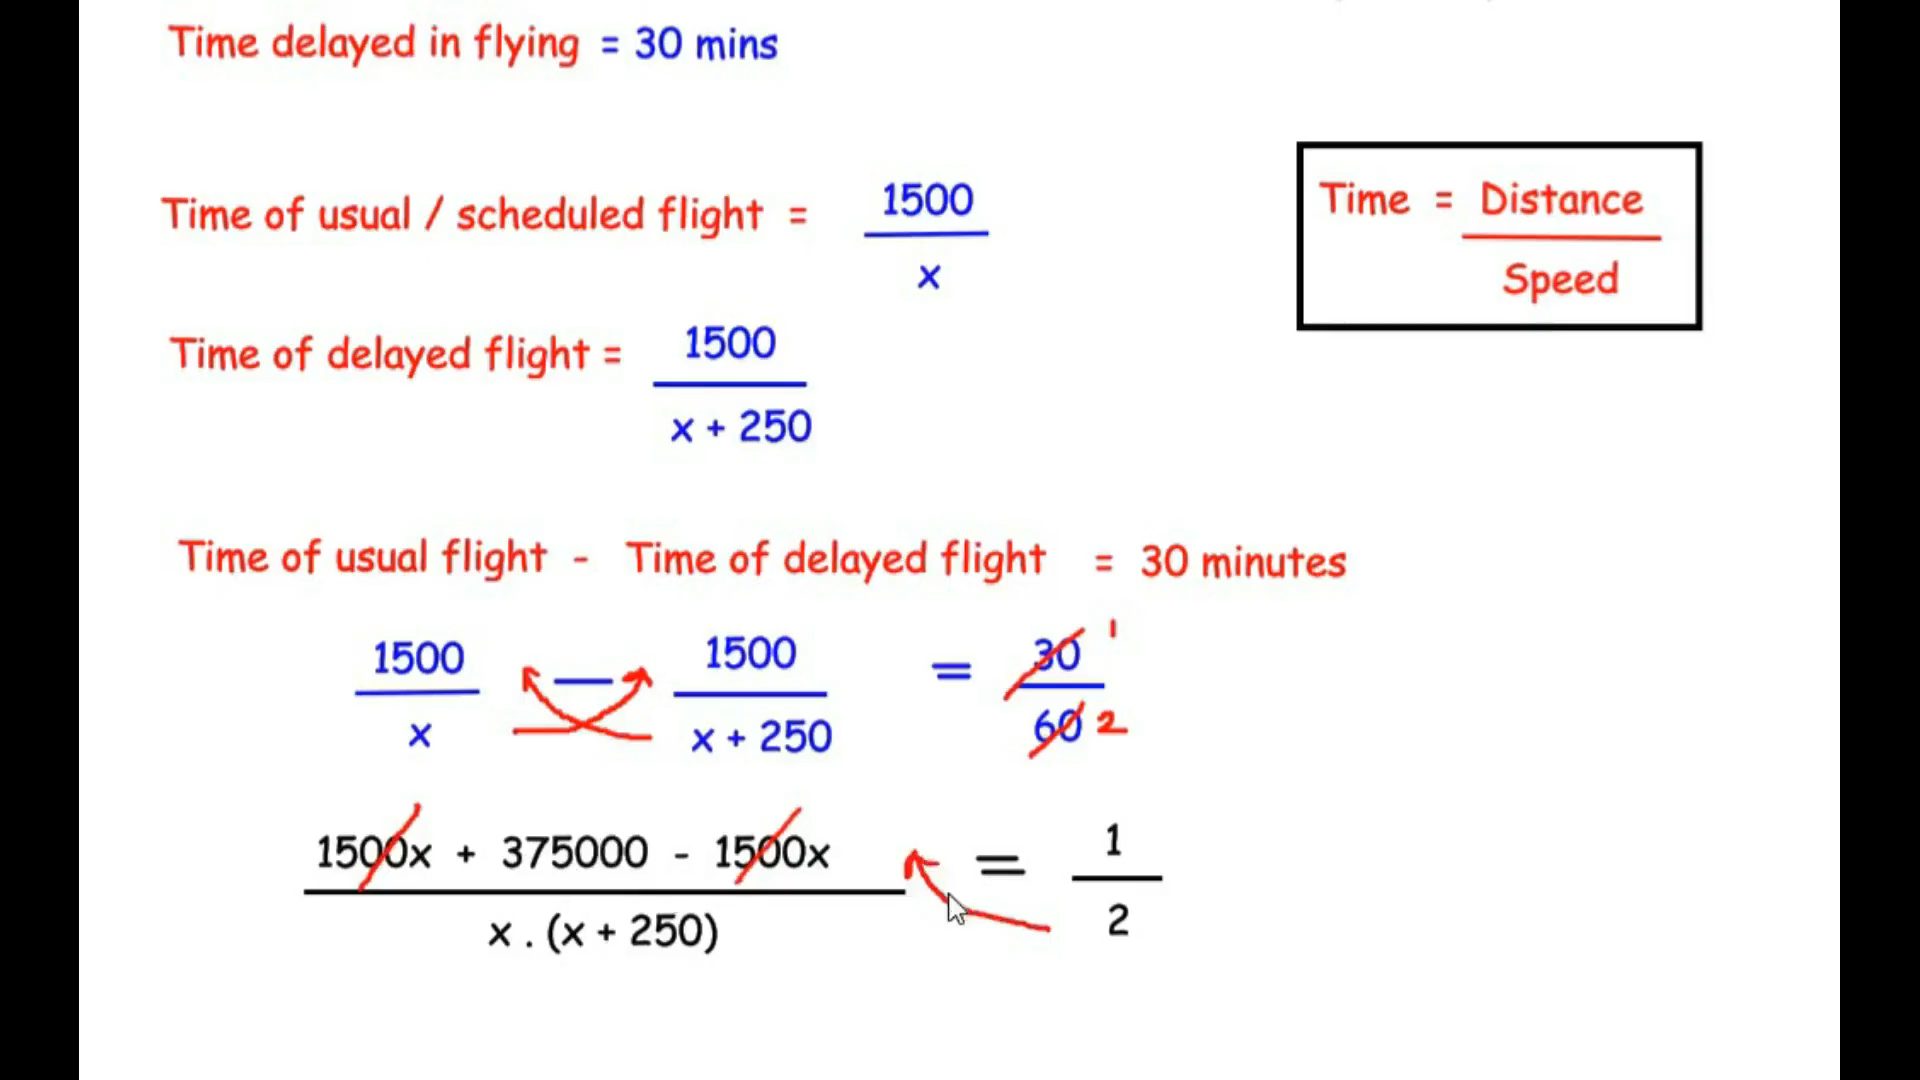 Time delayed in flying = 30 mins
Time of usual / scheduled flight = 1500
x
Time = Distance
Speed
Time of delayed flight = 1500
x + 250
Time of usual flight - Time of delayed flight = 30 minutes
1500 — 1500 = 30 1
x x + 250 60 2
1500x + 375000 - 1500x = 1
x . (x + 250) 2